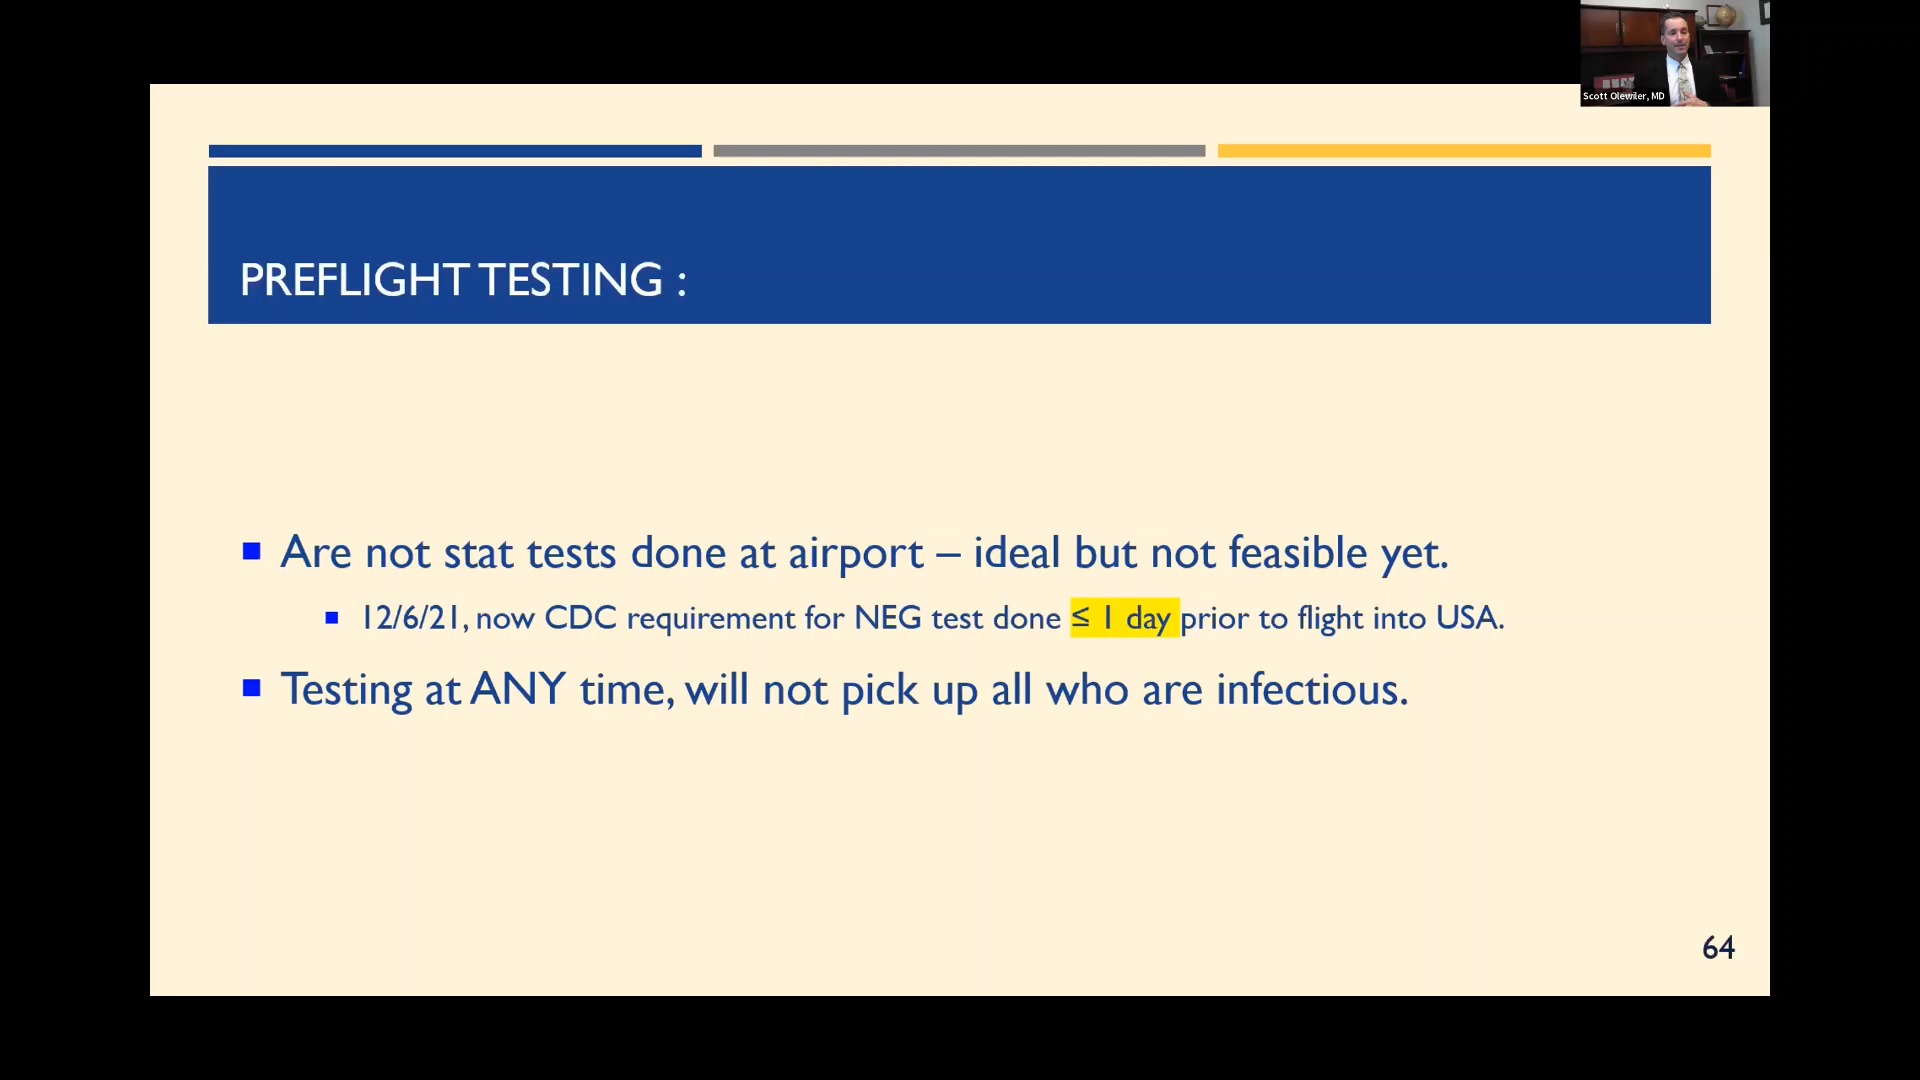 Scott Olewiler, MD
PREFLIGHT TESTING :
Are not stat tests done at airport – ideal but not feasible yet.
12/6/21, now CDC requirement for NEG test done ≤ 1 day prior to flight into USA.
Testing at ANY time, will not pick up all who are infectious.
64